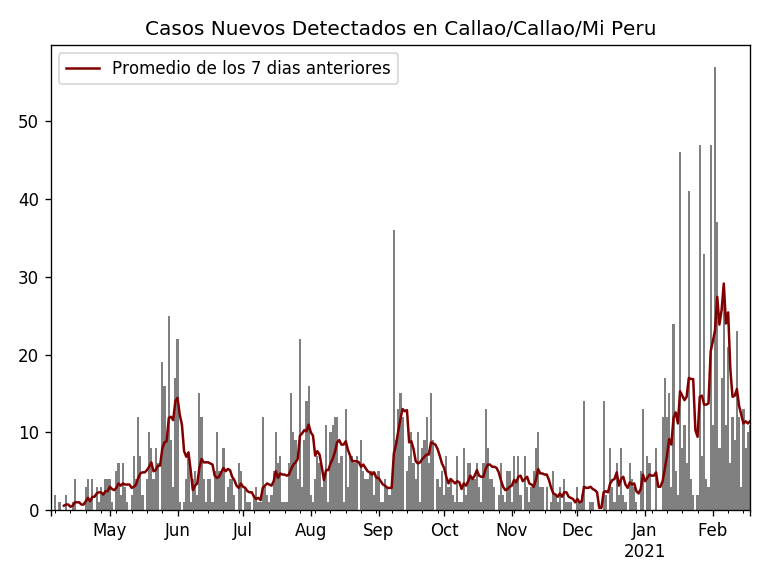 Casos Nuevos Detectados en Callao/Callao/Mi Peru
Promedio de los 7 dias anteriores
50
40
30
20
10
0
May Jun Jul Aug Sep Oct Nov Dec Jan Feb
2021